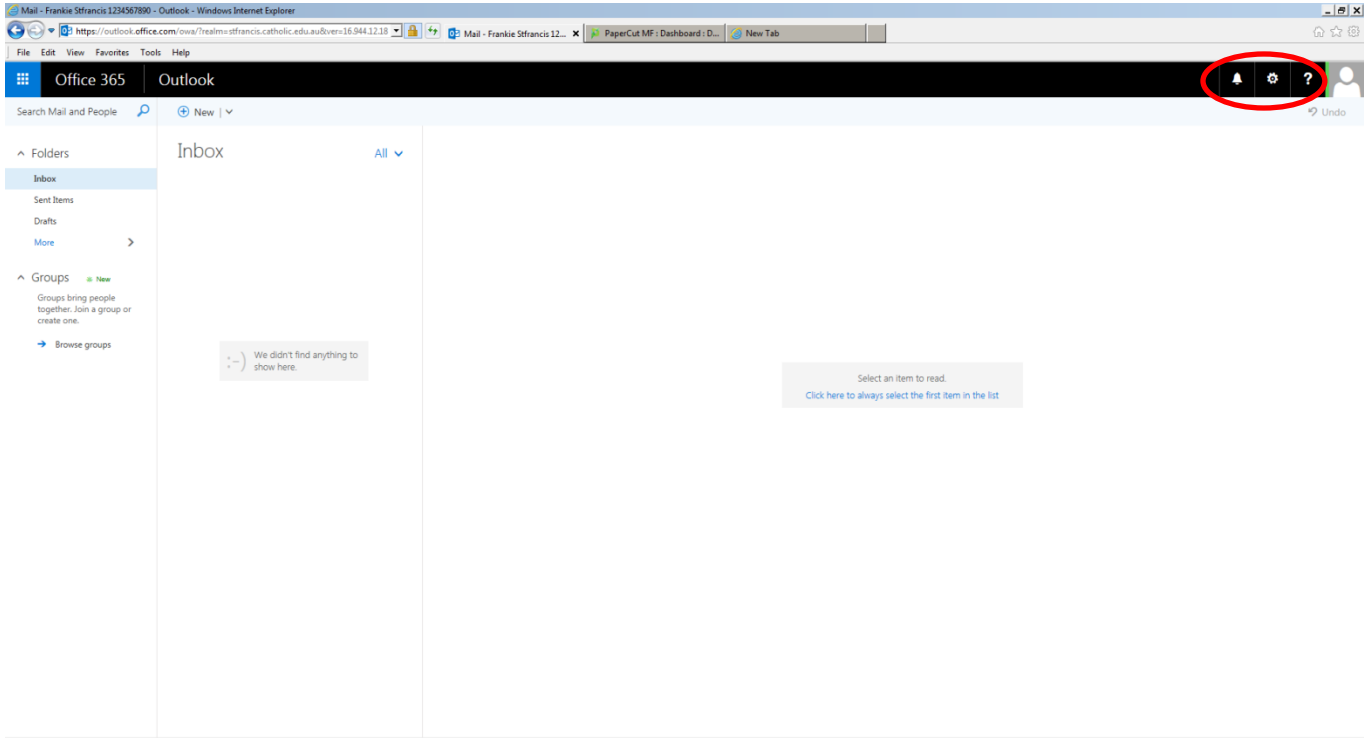 Mail - Frankie Stfrancis 1234567890 - Outlook - Windows Internet Explorer
https://outlook.office.com/owa/?realm=stfrancis.catholic.edu.au&ver=16.944.12.18
Mail - Frankie Stfrancis 12...
PaperCut MF : Dashboard : D...
New Tab
File Edit View Favorites Tools Help
Office 365 Outlook
?
Search Mail and People
New
Undo
Folders
Inbox
Sent Items
Drafts
More
Groups New
Groups bring people
together. Join a group or
create one.
Browse groups
Inbox All
:-) We didn't find anything to
show here.
Select an item to read.
Click here to always select the first item in the list